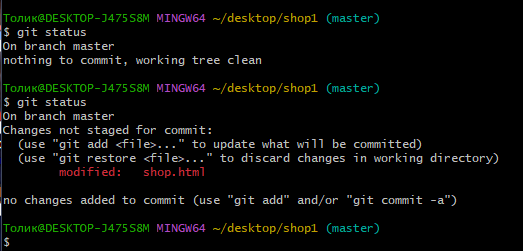 Толик@DESKTOP-J475S8M MINGW64 ~/desktop/shop1 (master)
$ git status
On branch master
nothing to commit, working tree clean
Толик@DESKTOP-J475S8M MINGW64 ~/desktop/shop1 (master)
$ git status
On branch master
Changes not staged for commit:
  (use "git add <file>..." to update what will be committed)
  (use "git restore <file>..." to discard changes in working directory)
        modified:   shop.html
no changes added to commit (use "git add" and/or "git commit -a")
Толик@DESKTOP-J475S8M MINGW64 ~/desktop/shop1 (master)
$